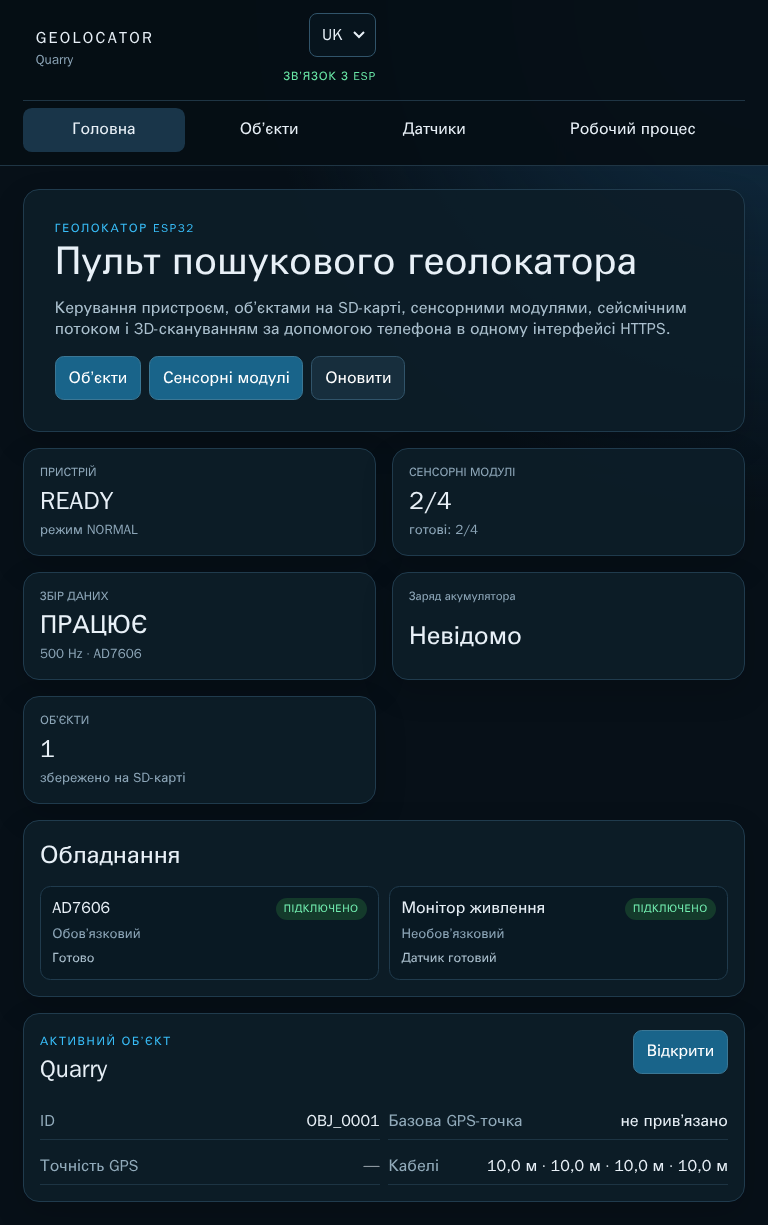 GEOLOCATOR
Quarry
UK
ЗВ'ЯЗОК З ESP
Головна
Об'єкти
Датчики
Робочий процес
ГЕОЛОКАТОР ESP32
Пульт пошукового геолокатора
Керування пристроєм, об'єктами на SD-карті, сенсорними модулями, сейсмічним
потоком і 3D-скануванням за допомогою телефона в одному інтерфейсі HTTPS.
Об'єкти
Сенсорні модулі
Оновити
ПРИСТРІЙ
READY
режим NORMAL
СЕНСОРНІ МОДУЛІ
2/4
готові: 2/4
ЗБІР ДАНИХ
ПРАЦЮЄ
500 Hz · AD7606
Заряд акумулятора
Невідомо
ОБ'ЄКТИ
1
збережено на SD-карті
Обладнання
AD7606
ПІДКЛЮЧЕНО
Обов'язковий
Готово
Монітор живлення
ПІДКЛЮЧЕНО
Необов'язковий
Датчик готовий
АКТИВНИЙ ОБ'ЄКТ
Quarry
Відкрити
ID
OBJ_0001
Базова GPS-точка
не прив'язано
Точність GPS
—
Кабелі
10,0 м · 10,0 м · 10,0 м · 10,0 м